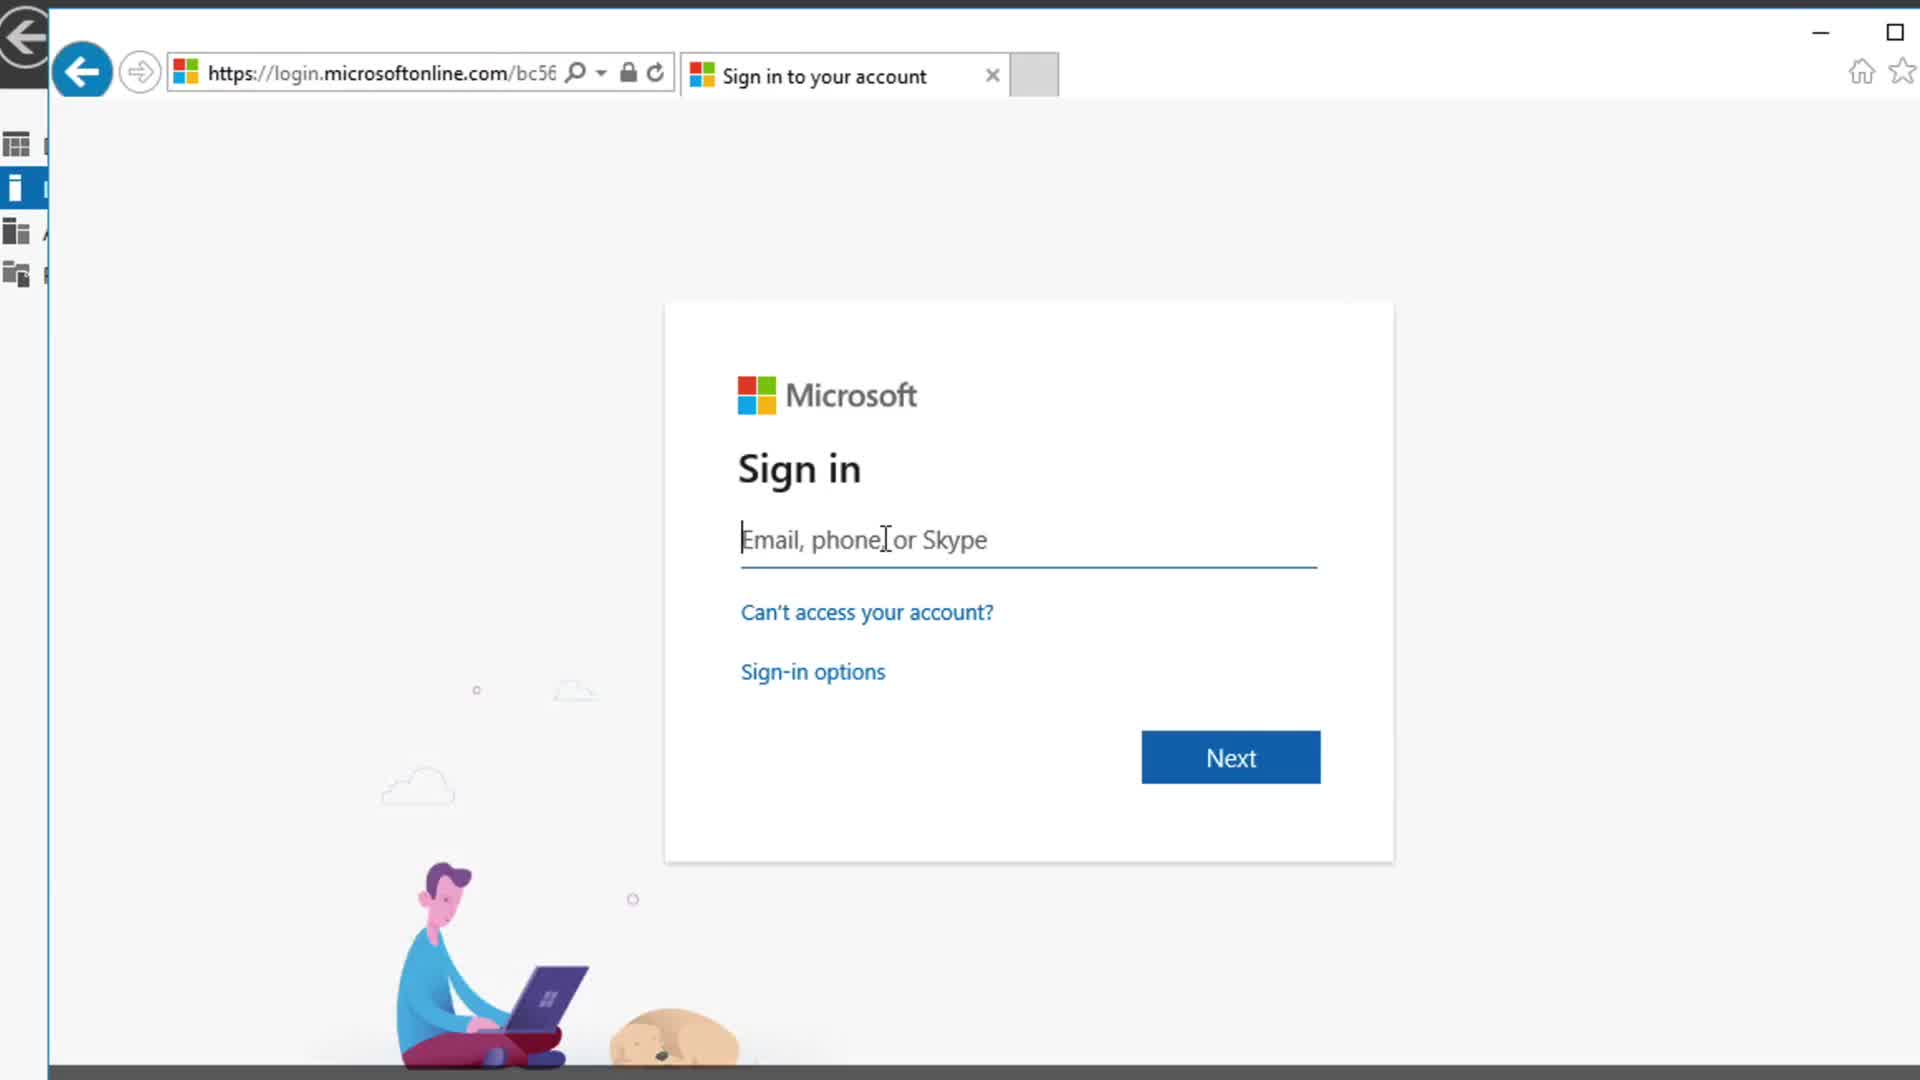 https://login.microsoftonline.com/bc56
Sign in to your account
Microsoft
Sign in
Email, phone, or Skype
Can't access your account?
Sign-in options
Next